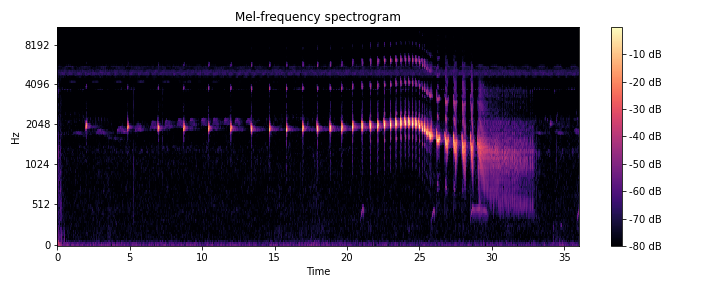 Mel-frequency spectrogram
8192
4096
2048
1024
512
0
Hz
0 5 10 15 20 25 30 35
Time
-10 dB
-20 dB
-30 dB
-40 dB
-50 dB
-60 dB
-70 dB
-80 dB